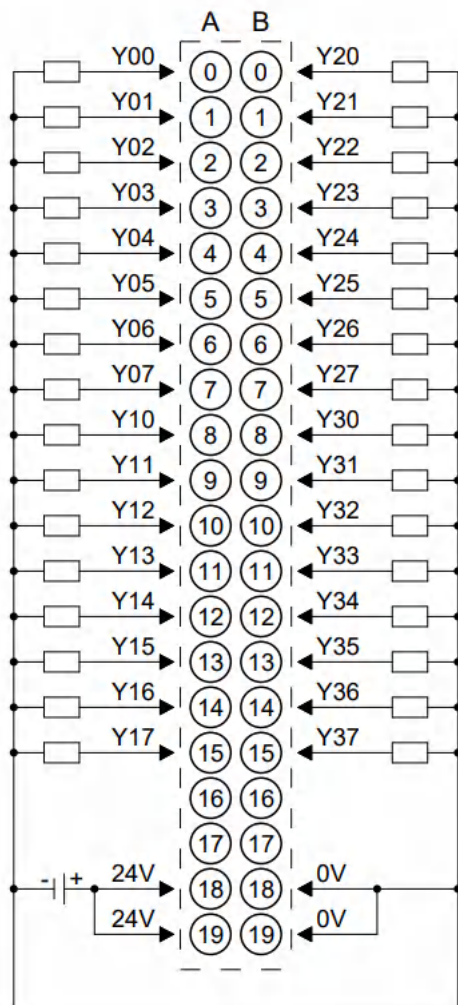 A B
Y00 0 0 Y20
Y01 1 1 Y21
Y02 2 2 Y22
Y03 3 3 Y23
Y04 4 4 Y24
Y05 5 5 Y25
Y06 6 6 Y26
Y07 7 7 Y27
Y10 8 8 Y30
Y11 9 9 Y31
Y12 10 10 Y32
Y13 11 11 Y33
Y14 12 12 Y34
Y15 13 13 Y35
Y16 14 14 Y36
Y17 15 15 Y37
16 16
17 17
- + 24V 18 18 0V
24V 19 19 0V